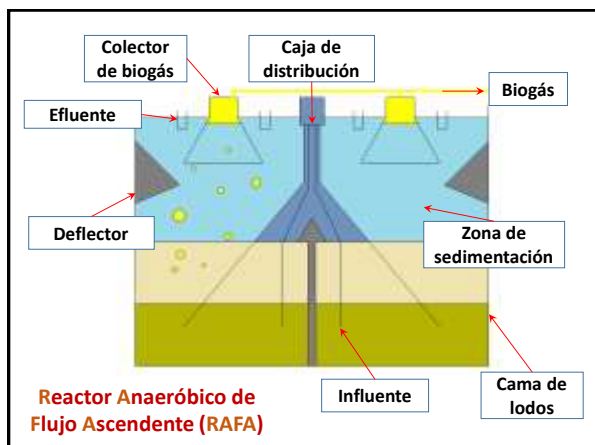 Colector
de biogás
Caja de
distribución
Biogás
Efluente
Deflector
Zona de
sedimentación
Influente
Cama de
lodos
Reactor Anaeróbico de
Flujo Ascendente (RAFA)